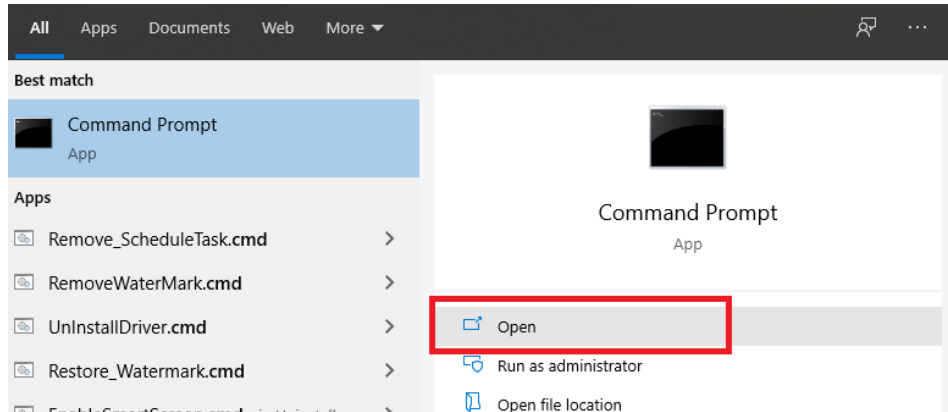 All Apps Documents Web More
Best match
Command Prompt
App
Apps
Remove_ScheduleTask.cmd
RemoveWaterMark.cmd
UnInstallDriver.cmd
Restore_Watermark.cmd
Command Prompt
App
Open
Run as administrator
Open file location